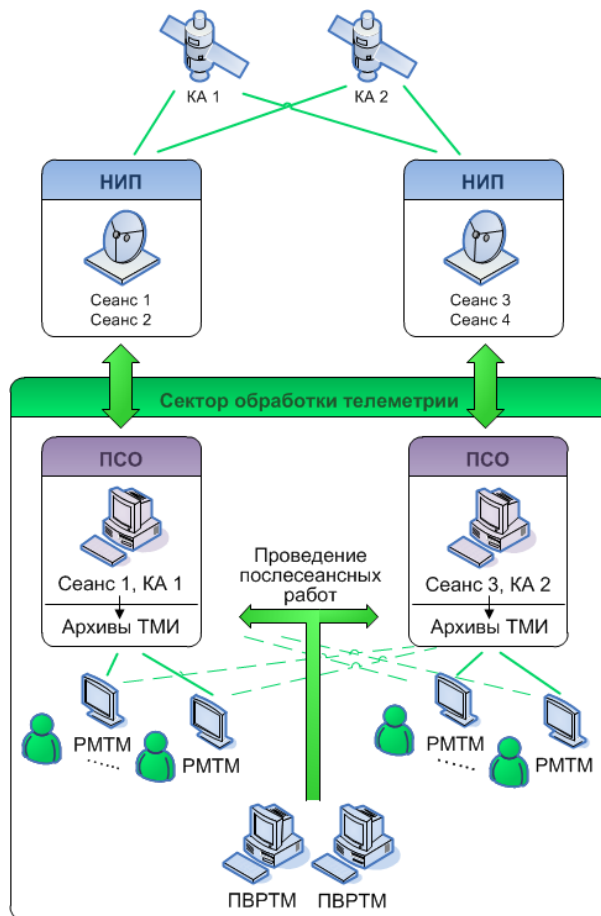 КА 1
КА 2
НИП
НИП
Сеанс 1
Сеанс 2
Сеанс 3
Сеанс 4
Сектор обработки телеметрии
ПСО
ПСО
Сеанс 1, КА 1
Архивы ТМИ
Проведение
послесеансных
работ
Сеанс 3, КА 2
Архивы ТМИ
РМТМ
РМТМ
РМТМ
РМТМ
ПВРТМ
ПВРТМ